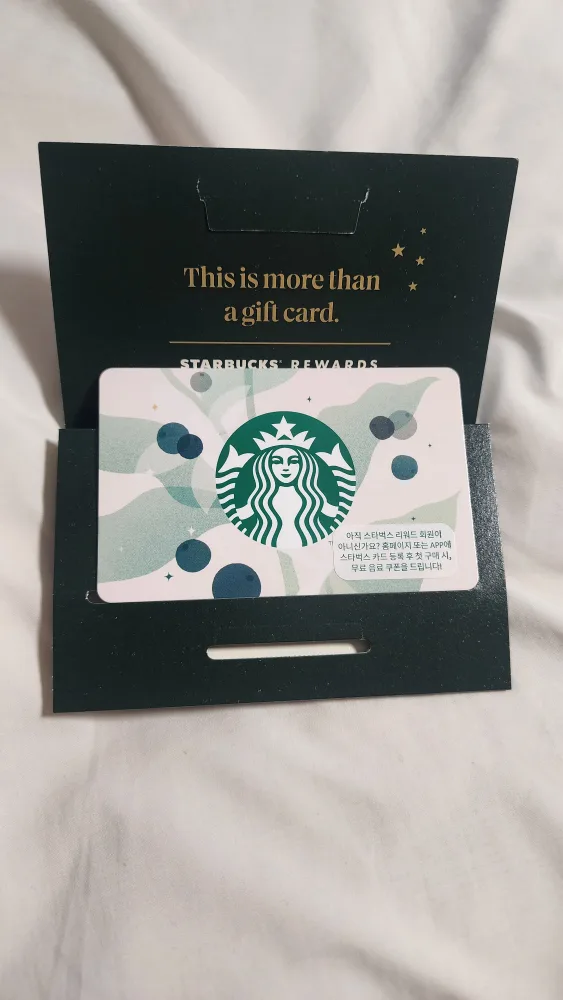 This is more than
a gift card.
STARBUCKS® REWARDS
아직 스타벅스 리워드 회원이
아니신가요? 홈페이지 또는 APP에
스타벅스 카드 등록 후 첫 구매 시,
무료 음료 쿠폰을 드립니다!